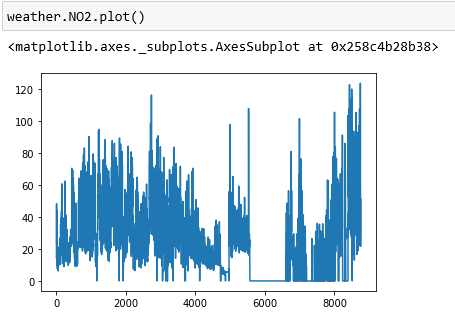 weather.NO2.plot()
<matplotlib.axes._subplots.AxesSubplot at 0x258c4b28b38>
120
100
80
60
40
20
0
0 2000 4000 6000 8000